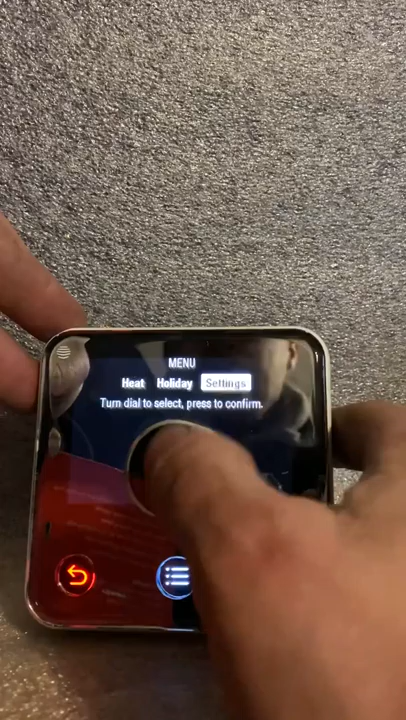 MENU
Heat Holiday Settings
Turn dial to select, press to confirm.